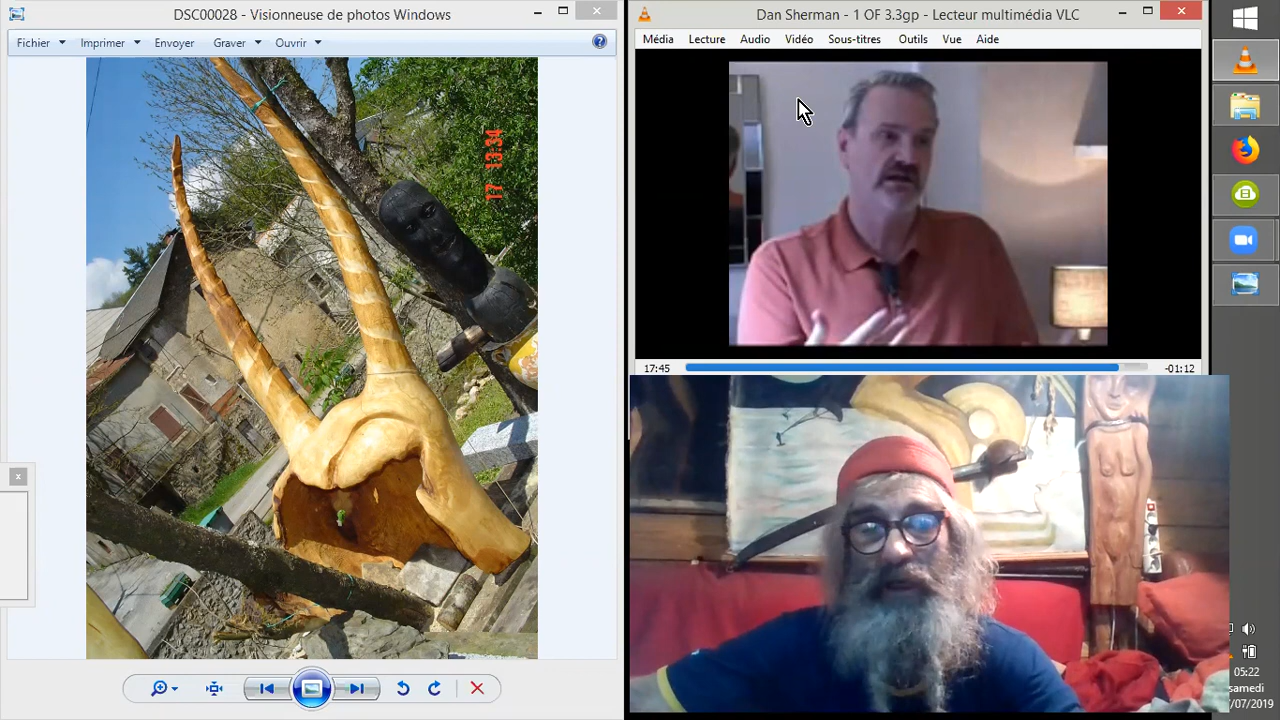 DSC00028 - Visionneuse de photos Windows
Fichier Imprimer Envoyer Graver Ouvrir
17 13:34
Dan Sherman - 1 OF 3.3gp - Lecteur multimédia VLC
Média Lecture Audio Vidéo Sous-titres Outils Vue Aide
17:45 -01:12
05:22
samedi
/07/2019